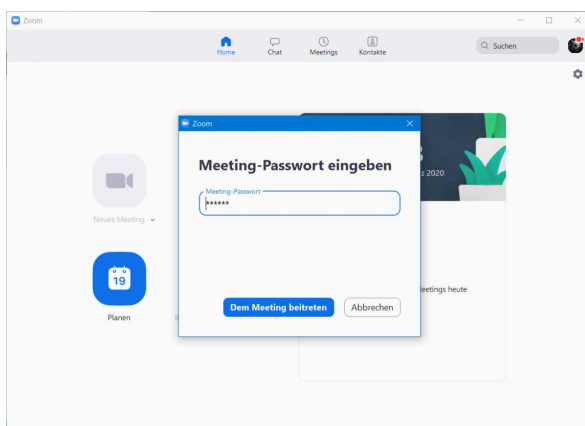 Zoom
Home
Chat
Meetings
Kontakte
Suchen
Zoom
Meeting-Passwort eingeben
Meeting-Passwort
******
Dem Meeting beitreten
Abbrechen
2020
Neues Meeting
19
Planen
heute